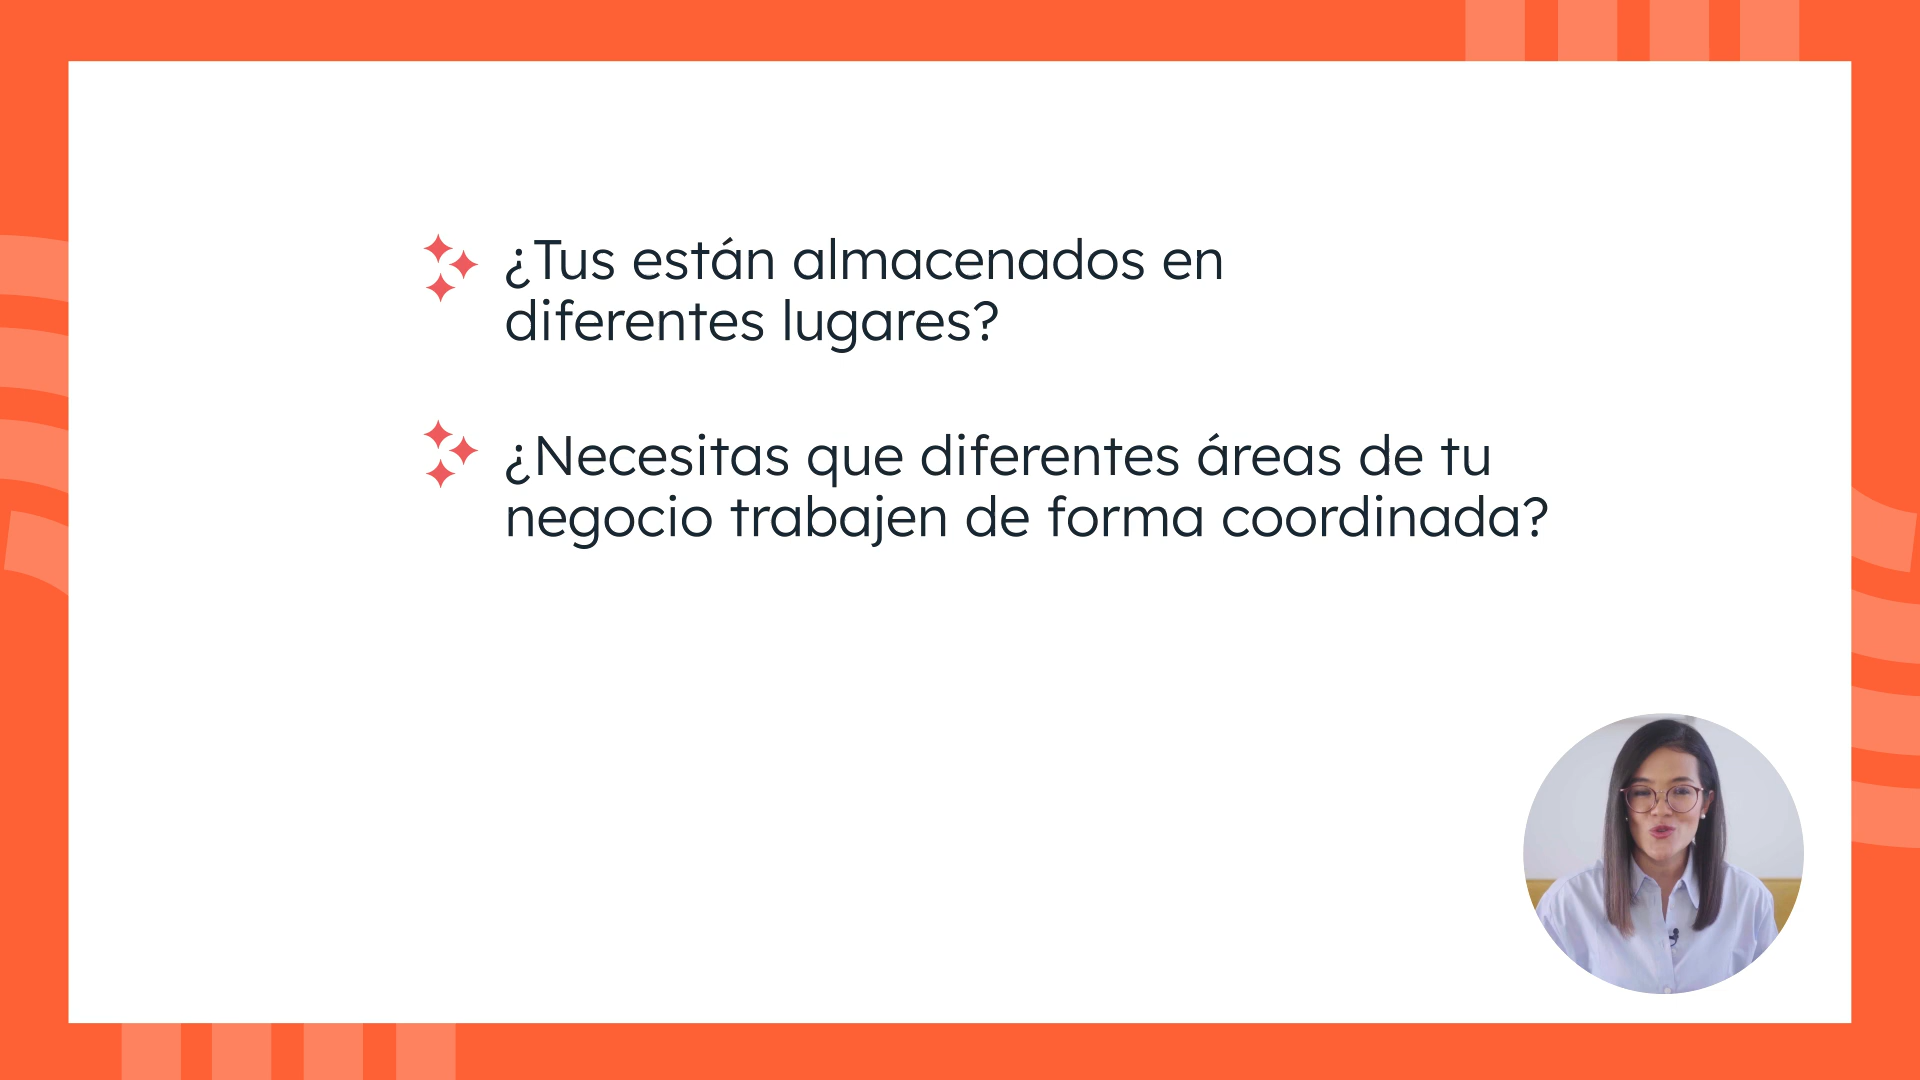 ¿Tus están almacenados en
diferentes lugares?
¿Necesitas que diferentes áreas de tu
negocio trabajen de forma coordinada?